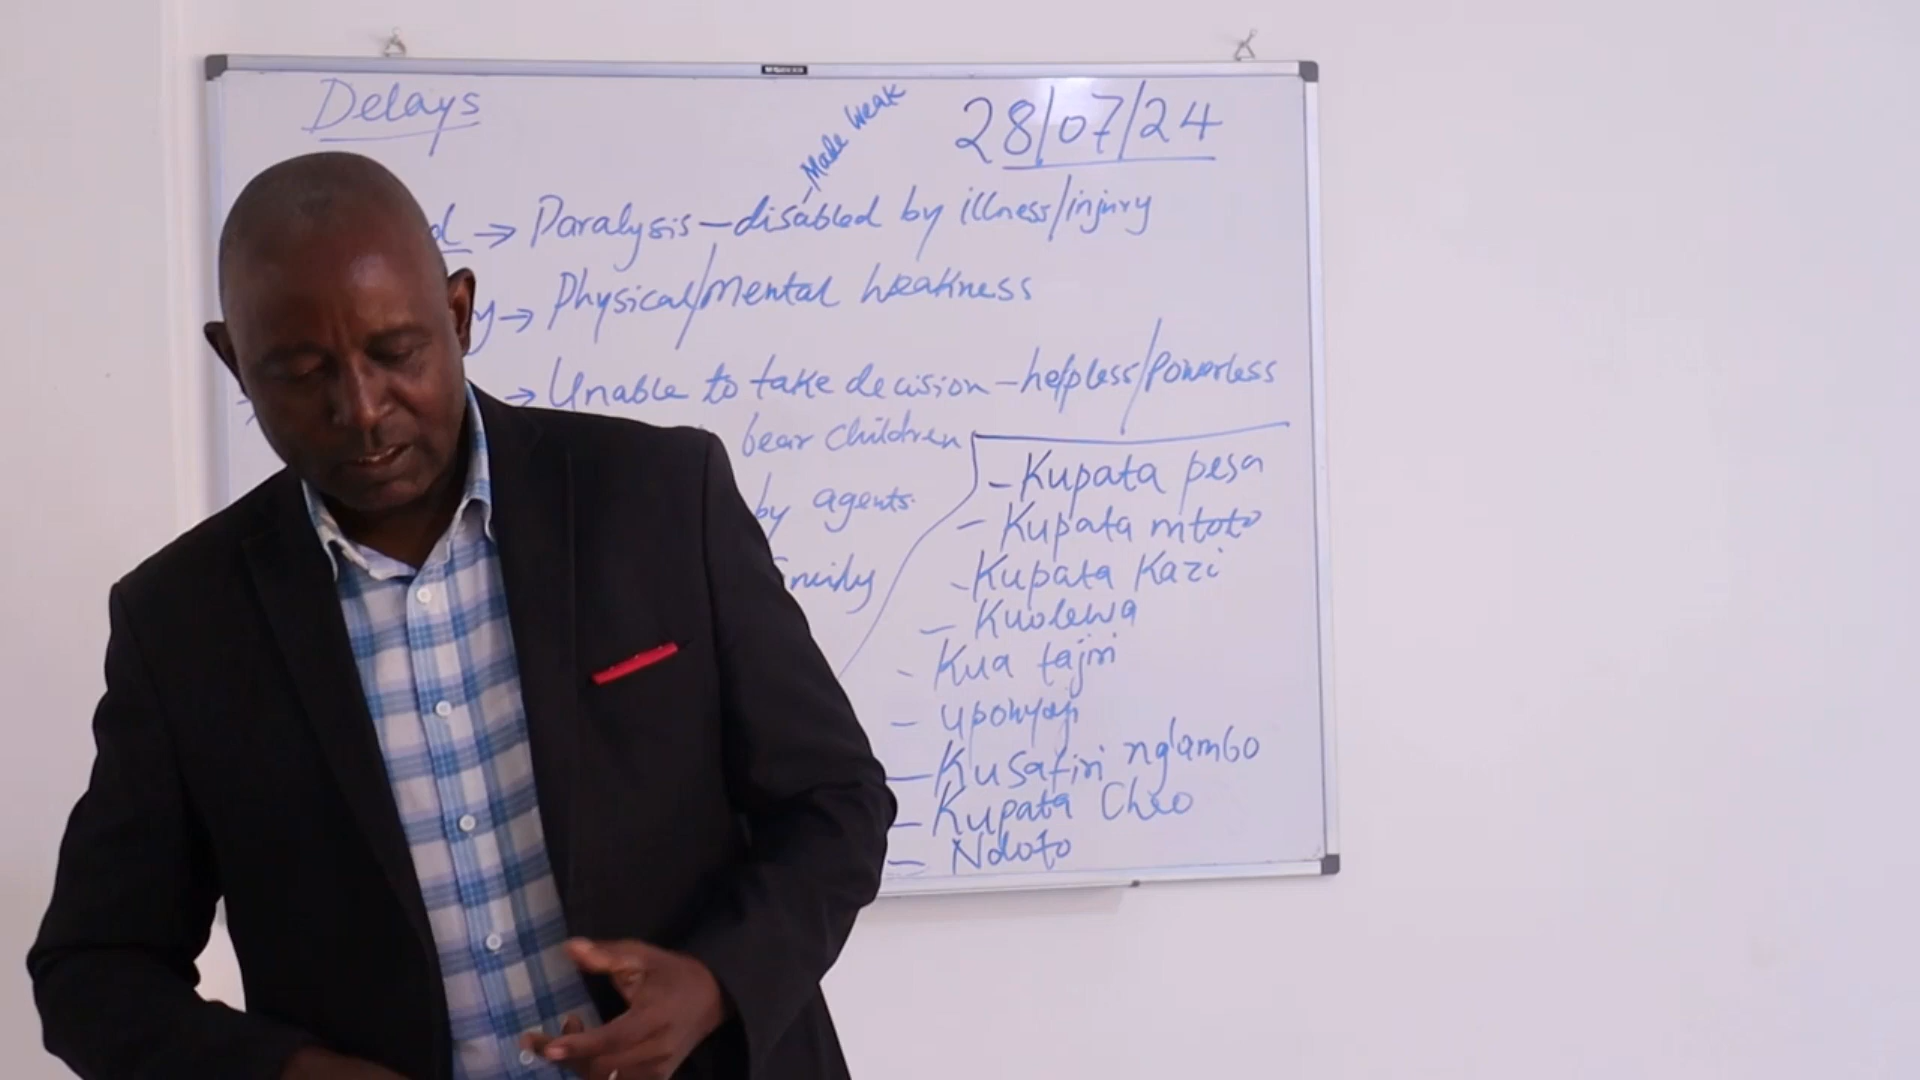 Delays
28/07/24
Made Weak
→ Paralysis – disabled by illness/injury
→ Physical/Mental Weakness
→ Unable to take decision – helpless/Powerless
bear children
by agents.
– Kupata pesa
– Kupata mtoto
- Kupata Kazi
– Kuolewa
- Kua tajiri
– Uponyaji
– Kusafiri ngambo
– Kupata Cheo
– Ndoto